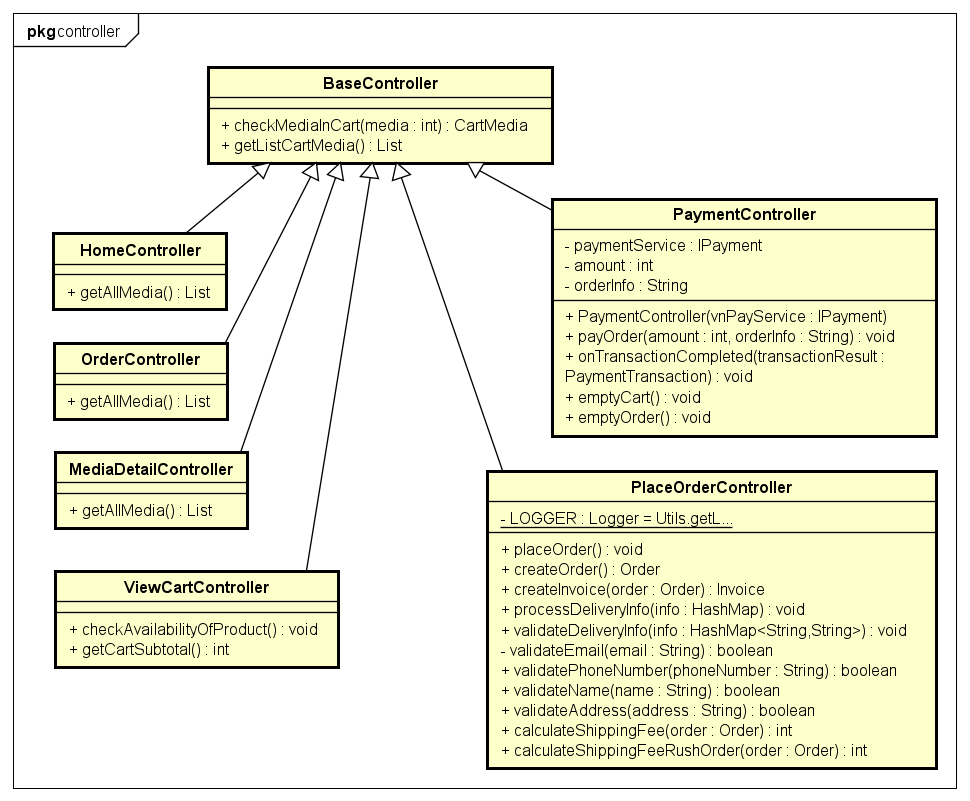 pkg controller
BaseController
+ checkMediaInCart(media : int) : CartMedia
+ getListCartMedia() : List
HomeController
+ getAllMedia() : List
OrderController
+ getAllMedia() : List
MediaDetailController
+ getAllMedia() : List
ViewCartController
+ checkAvailabilityOfProduct() : void
+ getCartSubtotal() : int
PaymentController
- paymentService : IPayment
- amount : int
- orderInfo : String
+ PaymentController(vnPayService : IPayment)
+ payOrder(amount : int, orderInfo : String) : void
+ onTransactionCompleted(transactionResult :
PaymentTransaction) : void
+ emptyCart() : void
+ emptyOrder() : void
PlaceOrderController
- LOGGER : Logger = Utils.getL...
+ placeOrder() : void
+ createOrder() : Order
+ createInvoice(order : Order) : Invoice
+ processDeliveryInfo(info : HashMap) : void
+ validateDeliveryInfo(info : HashMap<String,String>) : void
- validateEmail(email : String) : boolean
+ validatePhoneNumber(phoneNumber : String) : boolean
+ validateName(name : String) : boolean
+ validateAddress(address : String) : boolean
+ calculateShippingFee(order : Order) : int
+ calculateShippingFeeRushOrder(order : Order) : int